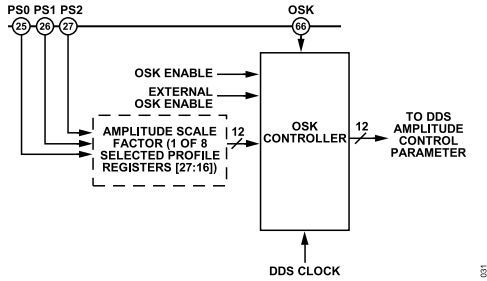 PS0 PS1 PS2
OSK
25 26 27
66
OSK ENABLE
EXTERNAL
OSK ENABLE
AMPLITUDE SCALE
FACTOR (1 OF 8
SELECTED PROFILE
REGISTERS [27:16])
12
OSK
CONTROLLER
12
TO DDS
AMPLITUDE
CONTROL
PARAMETER
DDS CLOCK
031